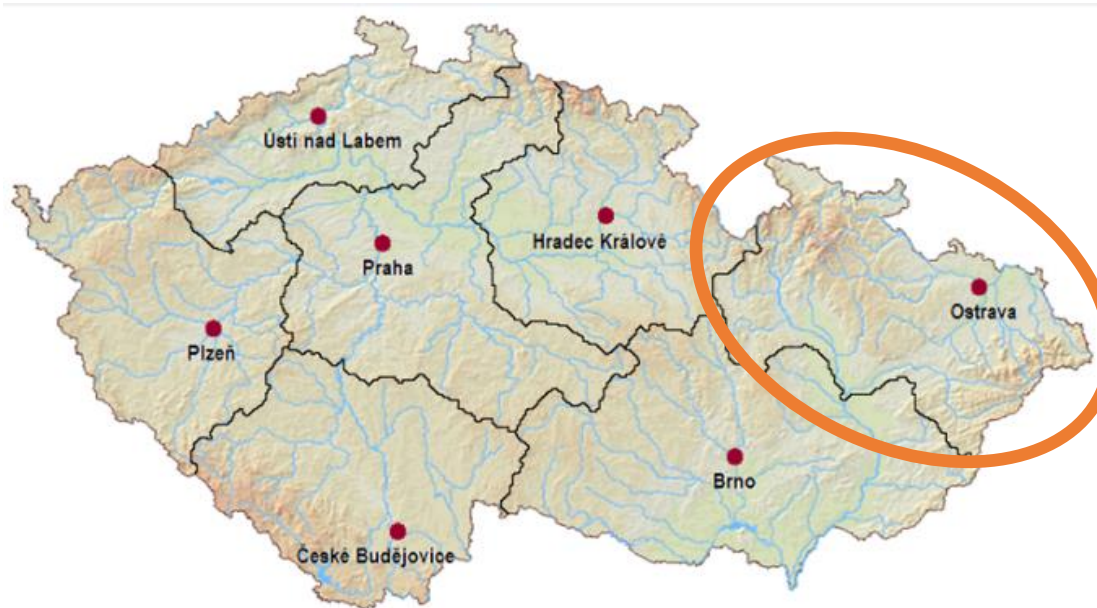 Ústí nad Labem
Hradec Králové
Praha
Ostrava
Plzeň
Brno
České Budějovice